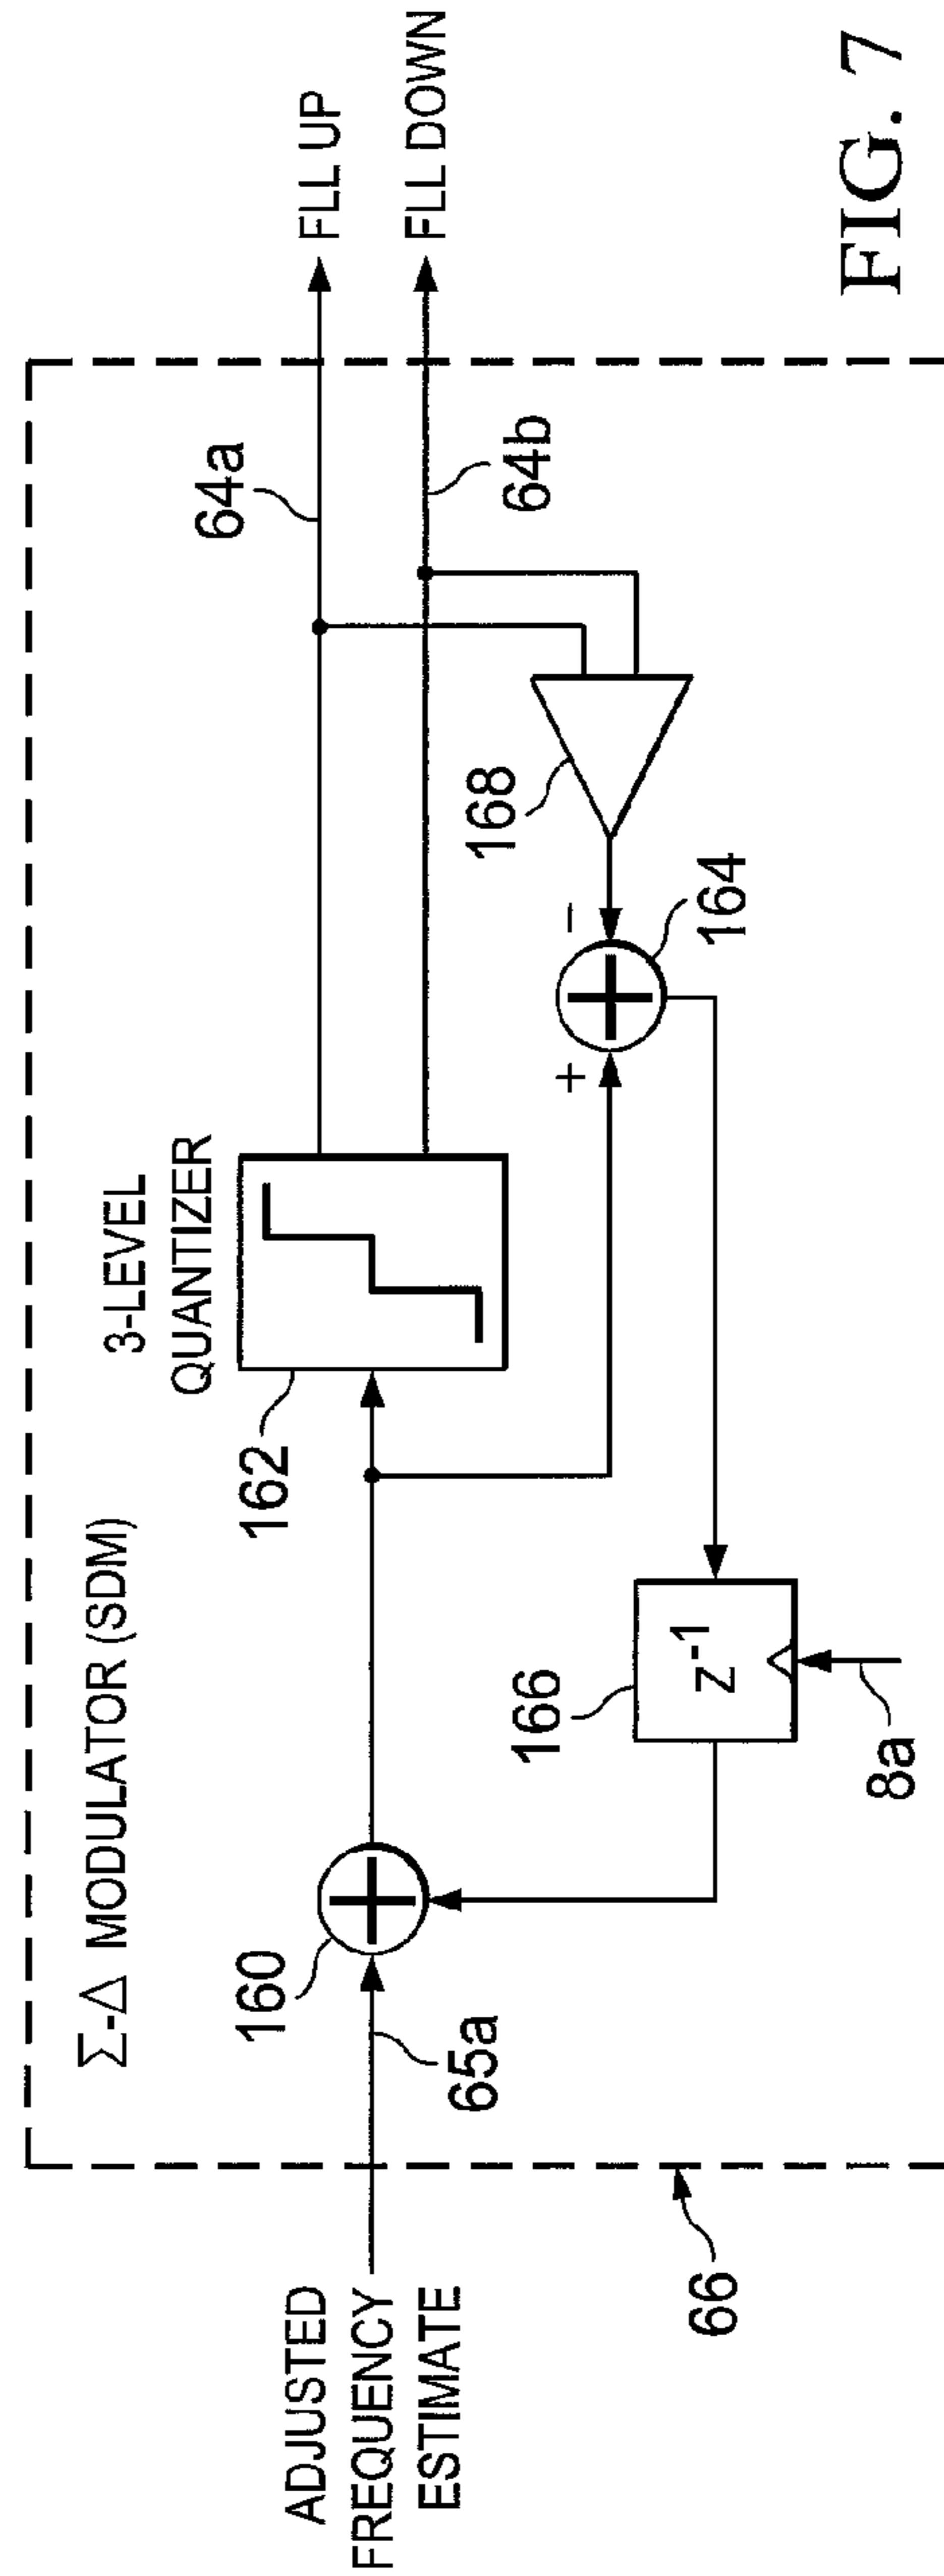 Σ-Δ MODULATOR (SDM)
ADJUSTED
FREQUENCY
ESTIMATE
65a
160
3-LEVEL
QUANTIZER
162
64a
64b
FLL UP
FLL DOWN
168
+
−
164
166
z-1
8a
66
FIG. 7